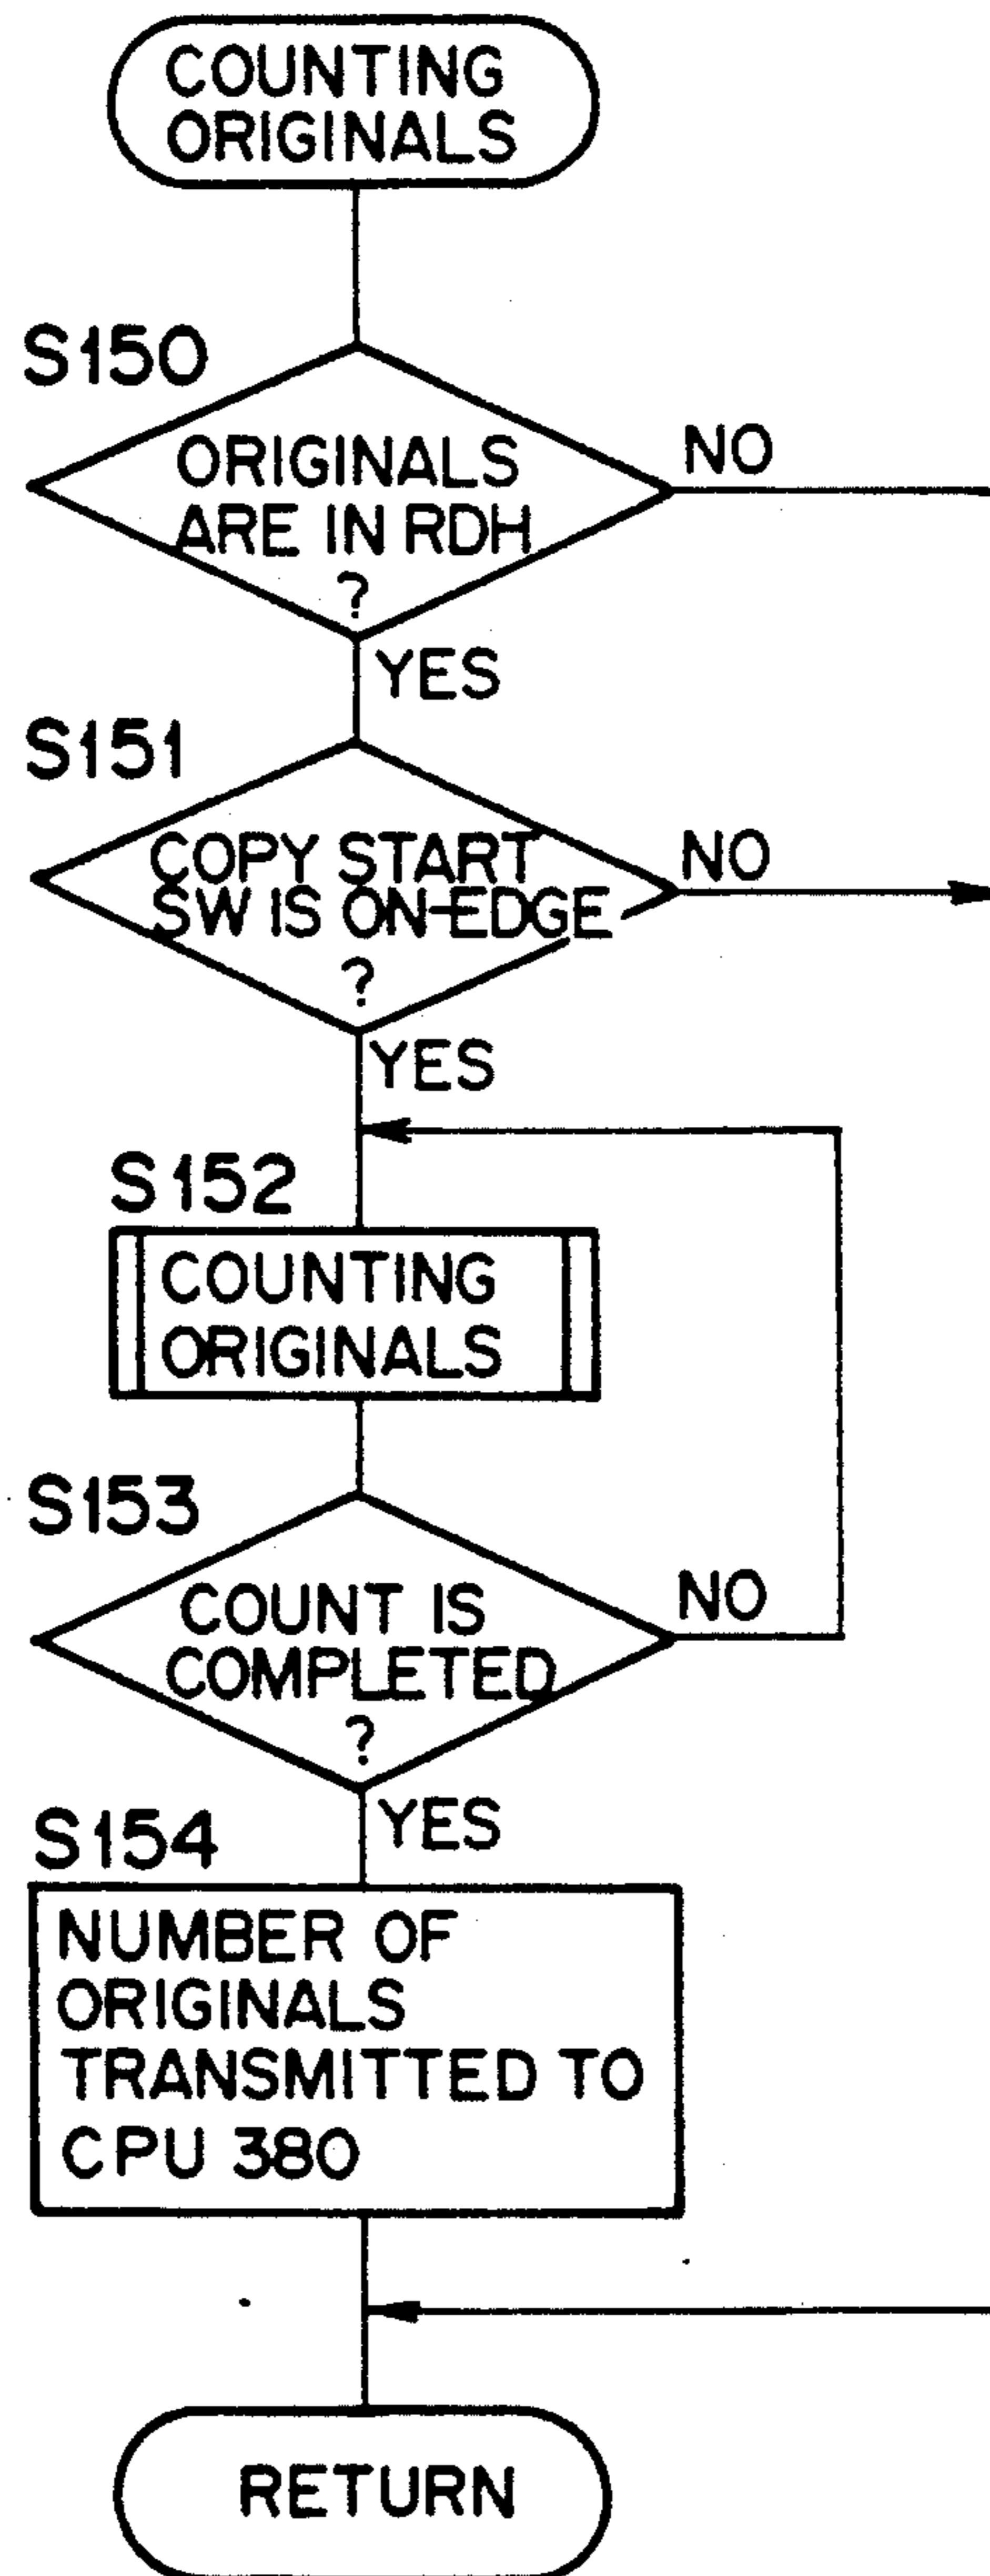 COUNTING
ORIGINALS
S150
ORIGINALS
ARE IN RDH
?
NO
YES
S151
COPY START
SW IS ON-EDGE
?
NO
YES
S152
COUNTING
ORIGINALS
S153
COUNT IS
COMPLETED
?
NO
YES
S154
NUMBER OF
ORIGINALS
TRANSMITTED TO
CPU 380
RETURN